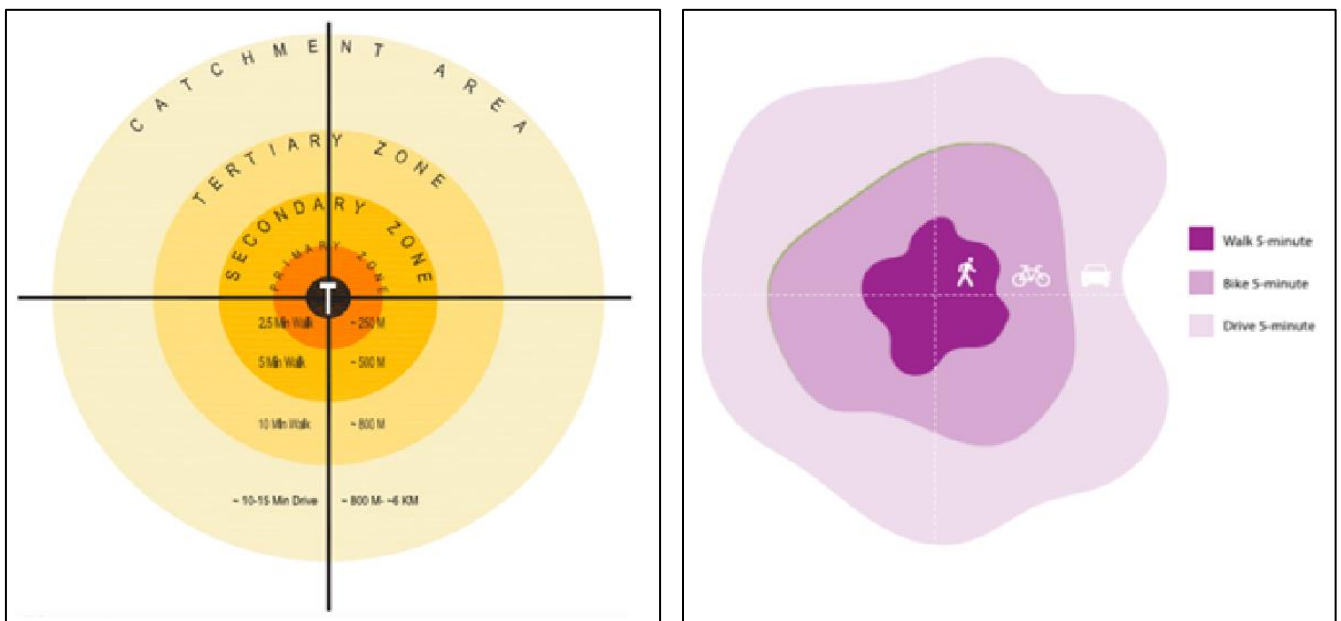 CATCHMENT AREA
TERTIARY ZONE
SECONDARY ZONE
PRIMARY ZONE
T
2.5 Min Walk ~ 250 M
5 Min Walk ~ 500 M
10 Min Walk ~ 800 M
~ 10-15 Min Drive ~ 800 M- ~6 KM
Walk 5-minute
Bike 5-minute
Drive 5-minute